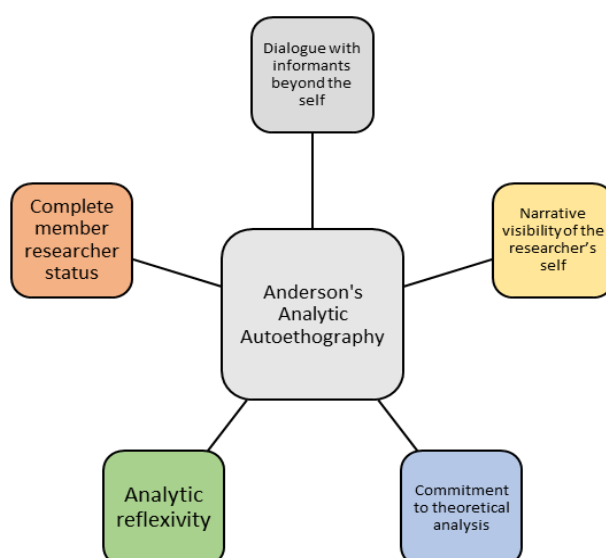 Dialogue with
informants
beyond the
self
Complete
member
researcher
status
Narrative
visibility of the
researcher's
self
Anderson's
Analytic
Autoethography
Analytic
reflexivity
Commitment
to theoretical
analysis